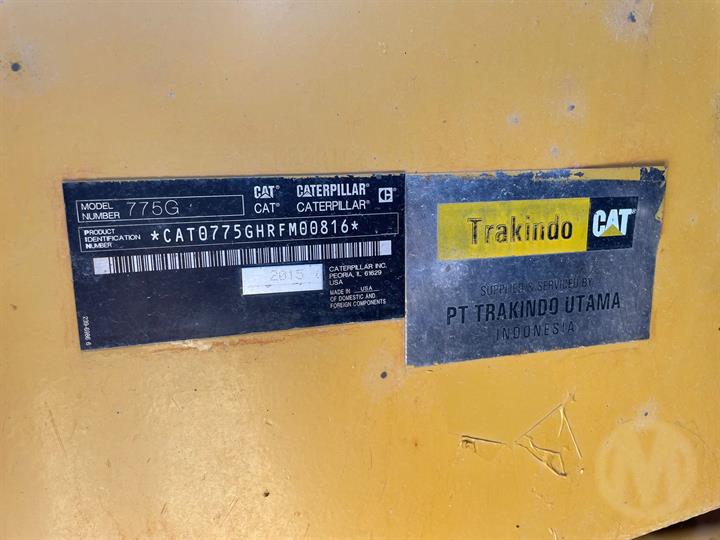 MODEL NUMBER 775G
CAT CATERPILLAR C
CAT CATERPILLAR
PRODUCT IDENTIFICATION NUMBER *CAT0775GHRFM00816*
2015
CATERPILLAR INC.
PEORIA, IL 61629
USA
MADE IN USA
OF DOMESTIC AND
FOREIGN COMPONENTS
Trakindo CAT
SUPPLIED & SERVICED BY
PT TRAKINDO UTAMA
INDONESIA
M